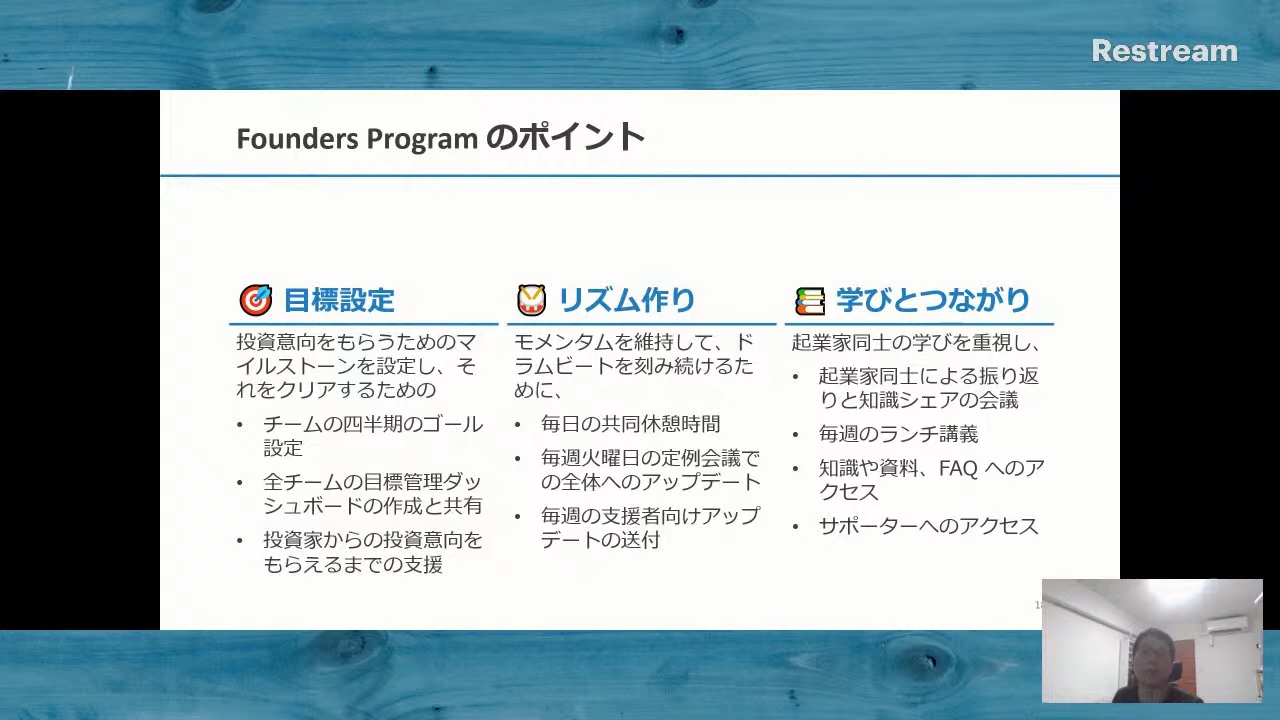 Restream
Founders Program のポイント
目標設定
投資意向をもらうためのマ
イルストーンを設定し、そ
れをクリアするための
• チームの四半期のゴール
設定
• 全チームの目標管理ダッ
シュボードの作成と共有
• 投資家からの投資意向を
もらえるまでの支援
リズム作り
モメンタムを維持して、ド
ラムビートを刻み続けるた
めに、
• 毎日の共同休憩時間
• 毎週火曜日の定例会議で
の全体へのアップデート
• 毎週の支援者向けアップ
デートの送付
学びとつながり
起業家同士の学びを重視し、
• 起業家同士による振り返
りと知識シェアの会議
• 毎週のランチ講義
• 知識や資料、FAQ へのア
クセス
• サポーターへのアクセス